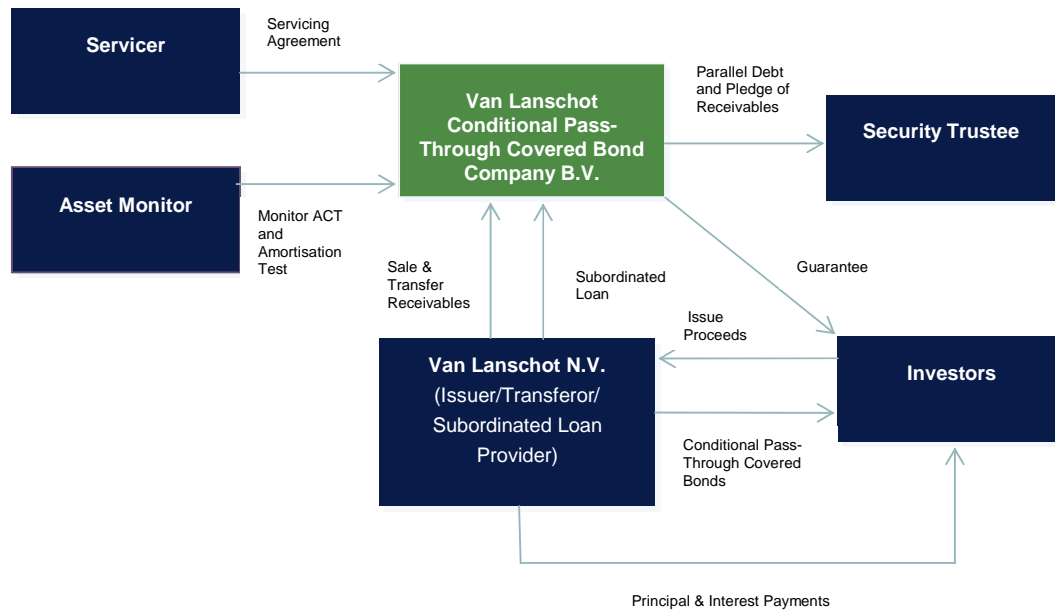 Servicer
Servicing
Agreement
Van Lanschot
Conditional Pass-
Through Covered Bond
Company B.V.
Parallel Debt
and Pledge of
Receivables
Security Trustee
Asset Monitor
Monitor ACT
and
Amortisation
Test
Sale &
Transfer
Receivables
Subordinated
Loan
Guarantee
Issue
Proceeds
Van Lanschot N.V.
(Issuer/Transferor/
Subordinated Loan
Provider)
Investors
Conditional Pass-
Through Covered
Bonds
Principal & Interest Payments